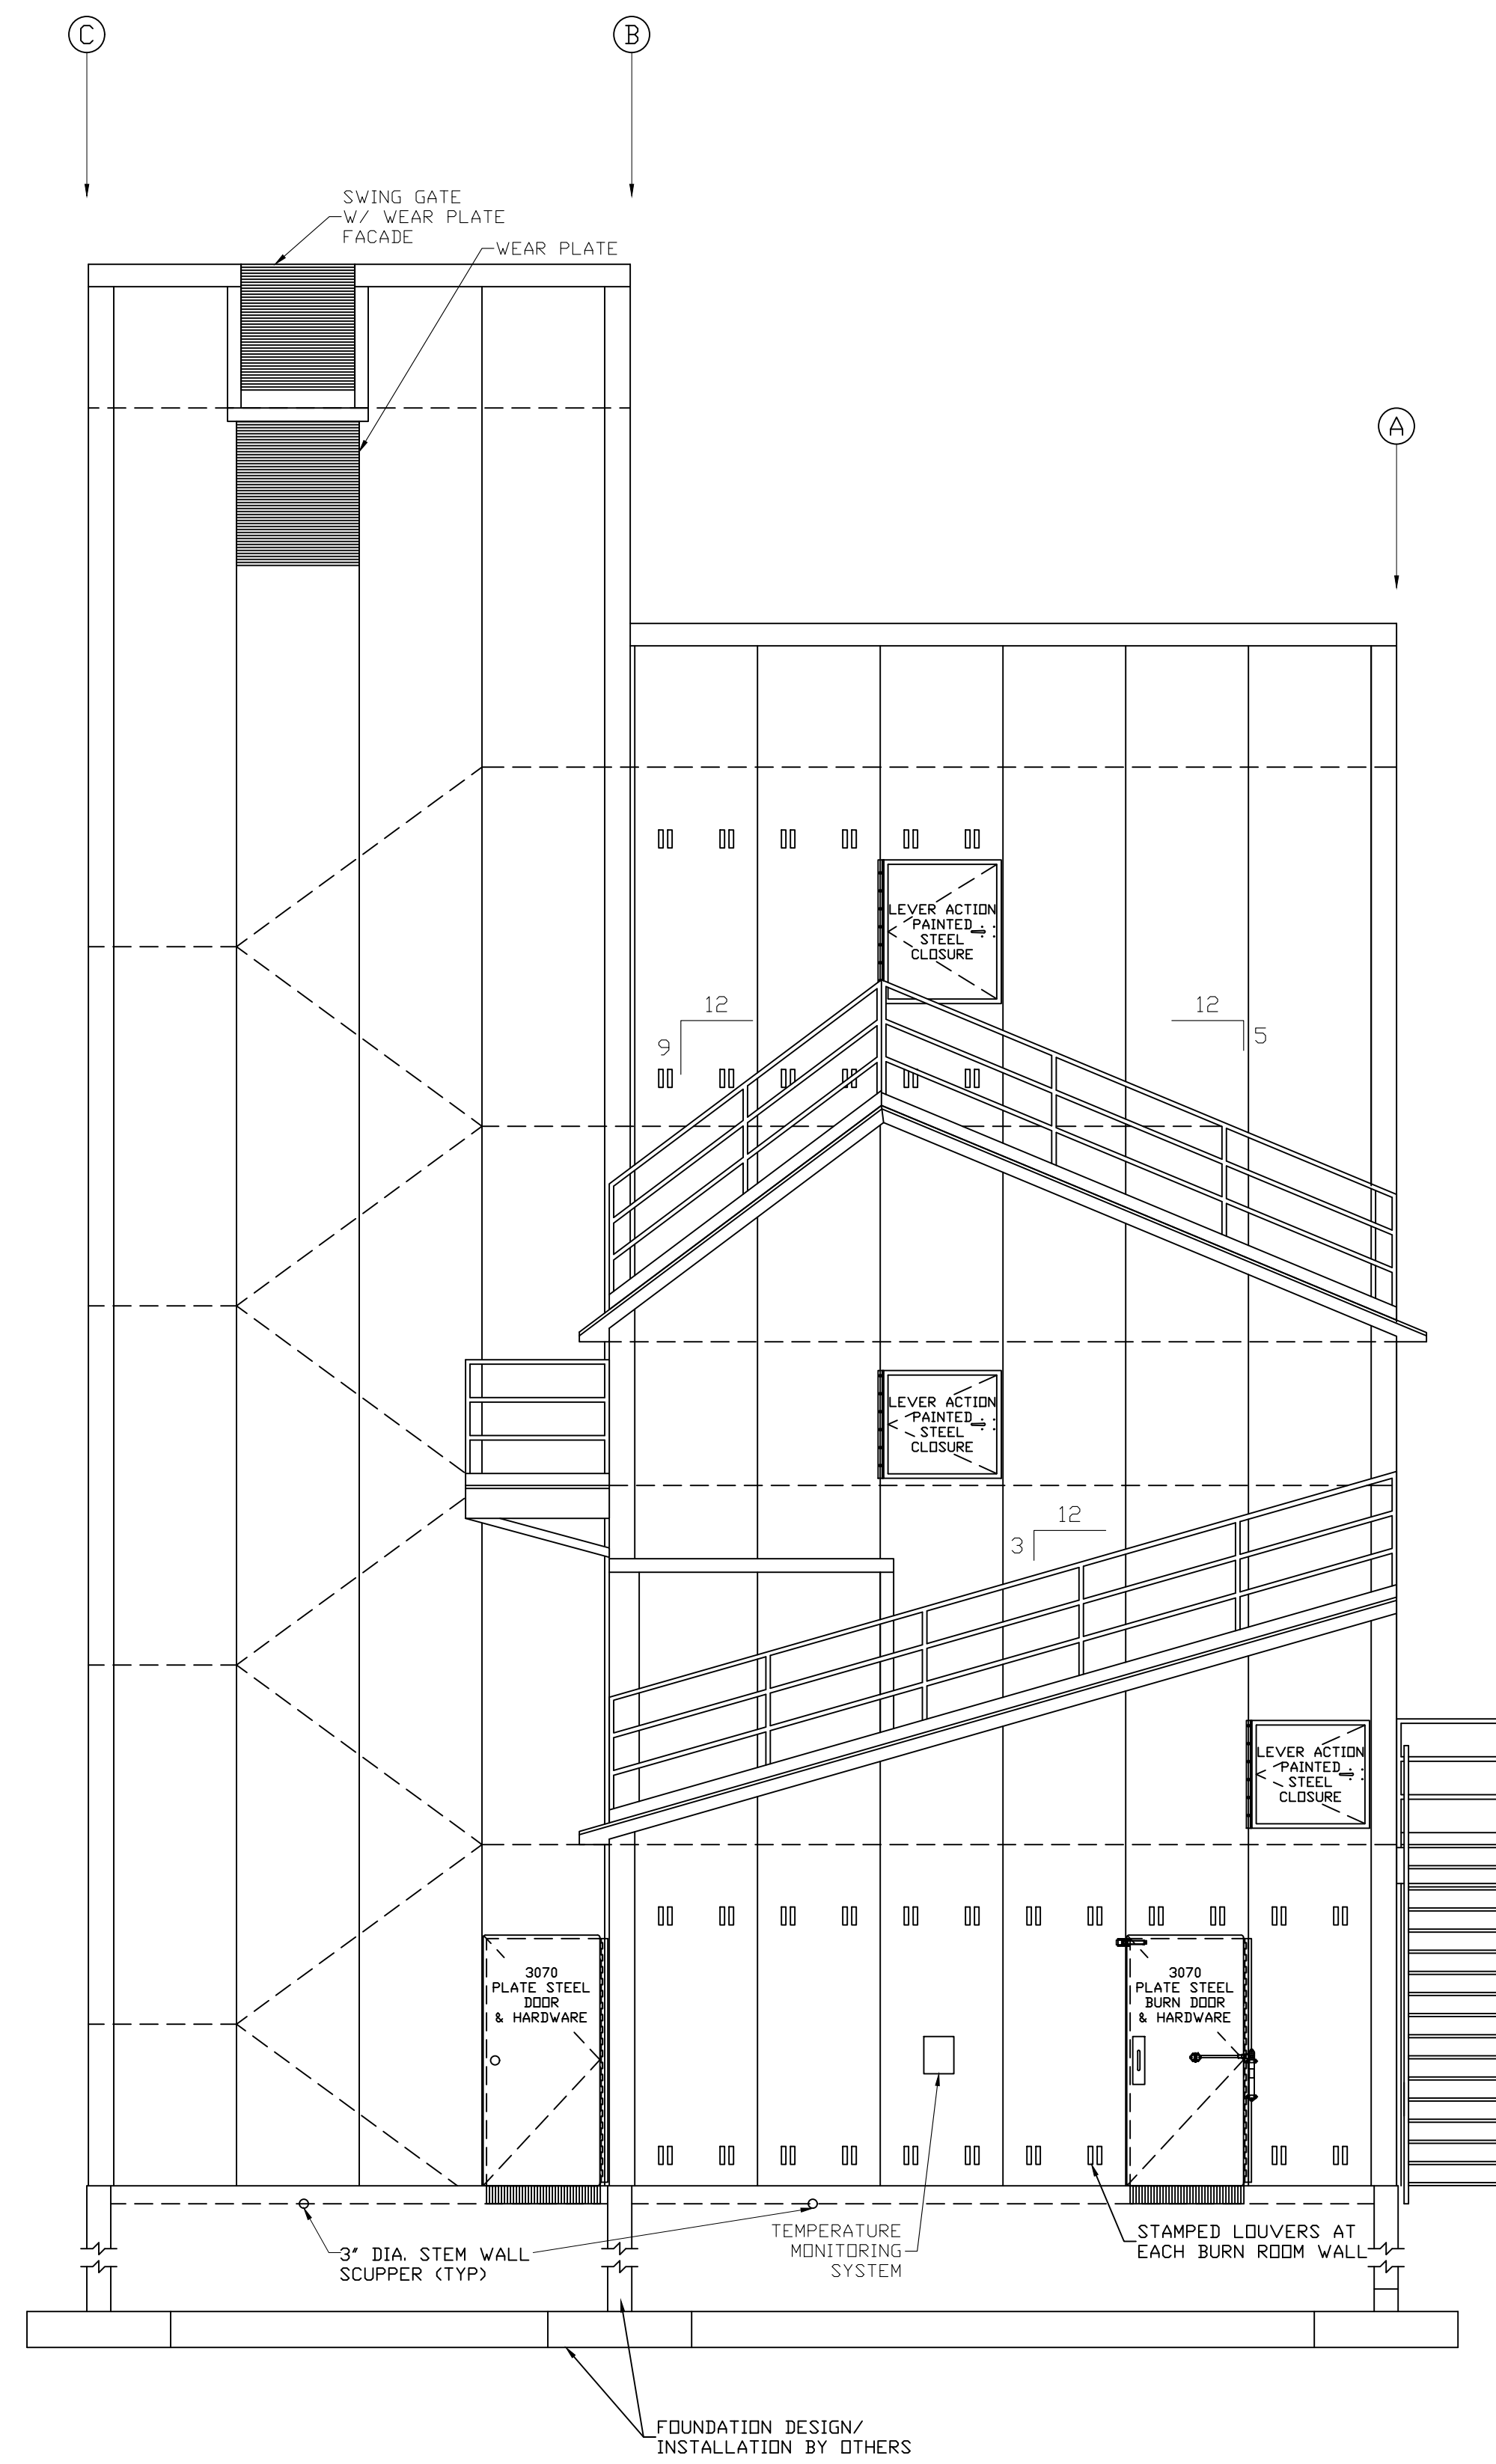 C
B
SWING GATE
W/ WEAR PLATE
FACADE
WEAR PLATE
A
LEVER ACTION
PAINTED
STEEL
CLOSURE
12
9
12
5
LEVER ACTION
PAINTED
STEEL
CLOSURE
12
3
LEVER ACTION
PAINTED
STEEL
CLOSURE
3070
PLATE STEEL
DOOR
& HARDWARE
3070
PLATE STEEL
BURN DOOR
& HARDWARE
3" DIA. STEM WALL
SCUPPER (TYP)
TEMPERATURE
MONITORING
SYSTEM
STAMPED LOUVERS AT
EACH BURN ROOM WALL
FOUNDATION DESIGN/
INSTALLATION BY OTHERS